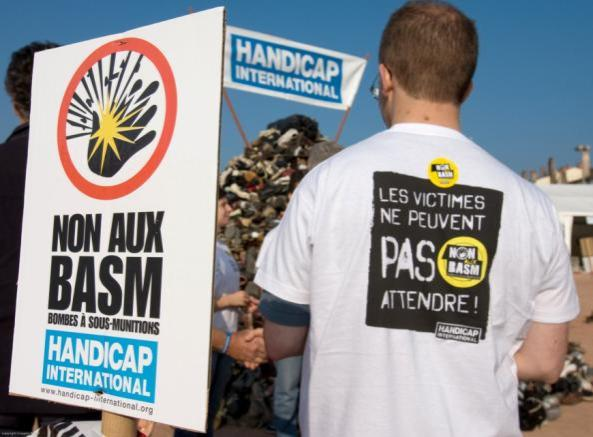 HANDICAP
INTERNATIONAL
NON AUX
BASM
BOMBES À SOUS-MUNITIONS
HANDICAP
INTERNATIONAL
www.handicap-international.org
NON
AUX
BASM
LES VICTIMES
NE PEUVENT
PAS
NON
AUX
BASM
ATTENDRE !
HANDICAP
INTERNATIONAL